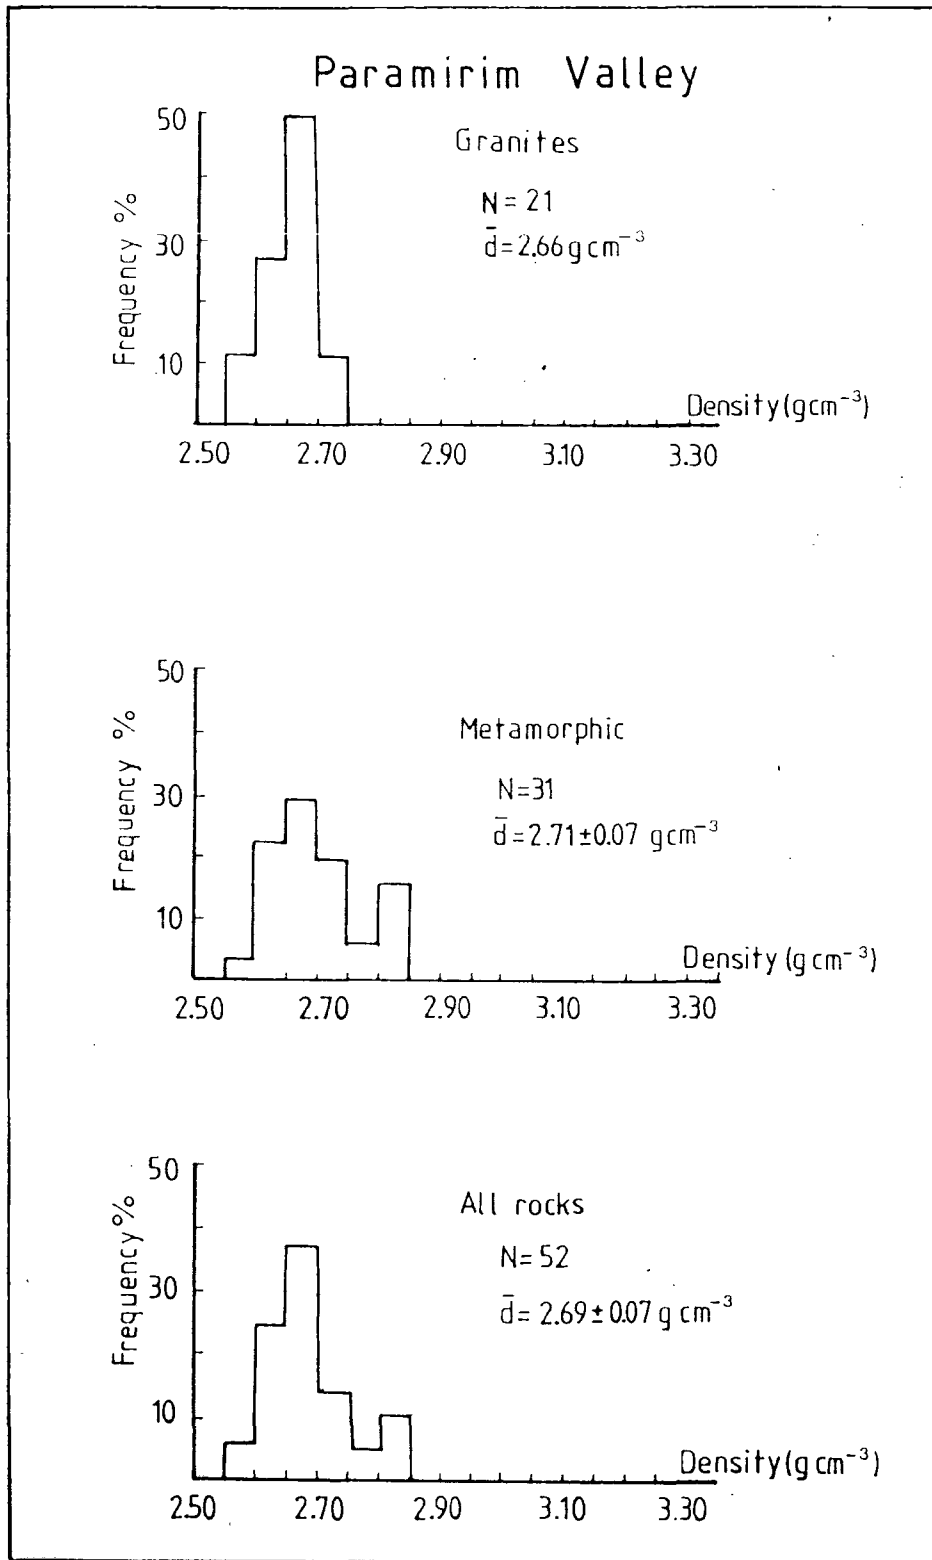 Paramirim Valley
Granites
N = 21
d̄=2.66 g cm⁻³
Frequency %
50
30
10
Density (g cm⁻³)
2.50 2.70 2.90 3.10 3.30
Metamorphic
N=31
d̄=2.71±0.07 g cm⁻³
Frequency %
50
30
10
Density (g cm⁻³)
2.50 2.70 2.90 3.10 3.30
All rocks
N= 52
d̄= 2.69±0.07 g cm⁻³
Frequency %
50
30
10
Density (g cm⁻³)
2.50 2.70 2.90 3.10 3.30